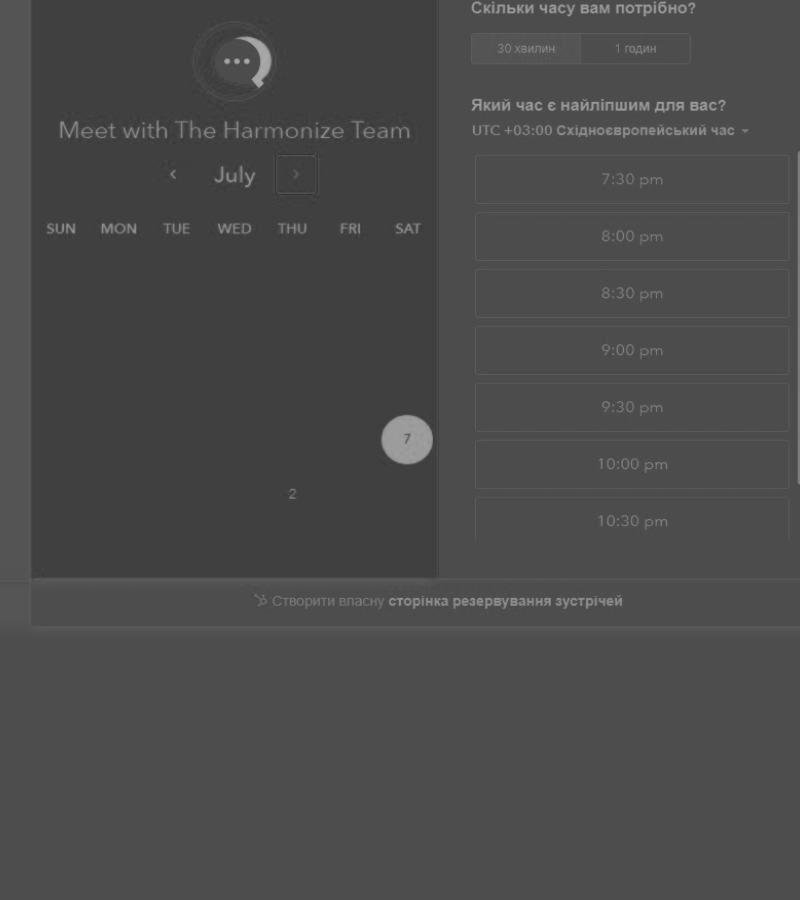 Meet with The Harmonize Team
July
SUN MON TUE WED THU FRI SAT
7
2
Скільки часу вам потрібно?
30 хвилин 1 годин
Який час є найліпшим для вас?
UTC +03:00 Східноєвропейський час
7:30 pm
8:00 pm
8:30 pm
9:00 pm
9:30 pm
10:00 pm
10:30 pm
Створити власну сторінка резервування зустрічей